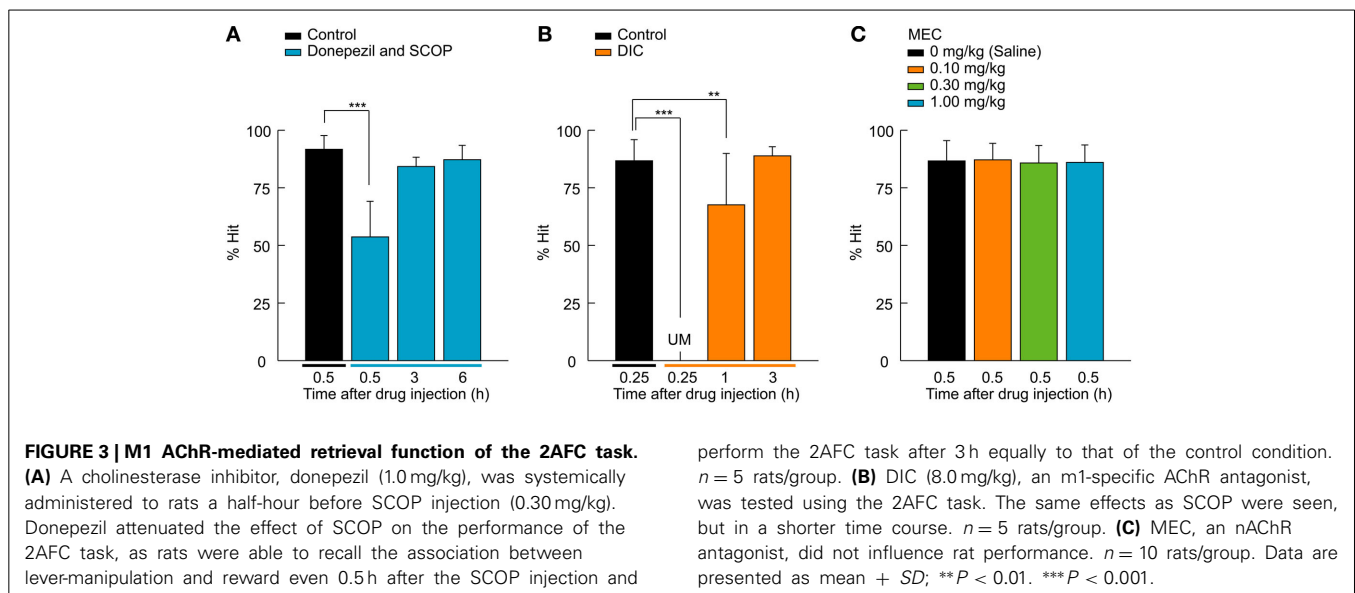 A
Control
Donepezil and SCOP
***
100
75
50
25
0
% Hit
0.5 0.5 3 6
Time after drug injection (h)
B
Control
DIC
**
***
100
75
50
25
0
% Hit
UM
0.25 0.25 1 3
Time after drug injection (h)
C
MEC
0 mg/kg (Saline)
0.10 mg/kg
0.30 mg/kg
1.00 mg/kg
100
75
50
25
0
% Hit
0.5 0.5 0.5 0.5
Time after drug injection (h)
FIGURE 3 | M1 AChR-mediated retrieval function of the 2AFC task.
(A) A cholinesterase inhibitor, donepezil (1.0 mg/kg), was systemically
administered to rats a half-hour before SCOP injection (0.30 mg/kg).
Donepezil attenuated the effect of SCOP on the performance of the
2AFC task, as rats were able to recall the association between
lever-manipulation and reward even 0.5 h after the SCOP injection and
perform the 2AFC task after 3 h equally to that of the control condition.
n = 5 rats/group. (B) DIC (8.0 mg/kg), an m1-specific AChR antagonist,
was tested using the 2AFC task. The same effects as SCOP were seen,
but in a shorter time course. n = 5 rats/group. (C) MEC, an nAChR
antagonist, did not influence rat performance. n = 10 rats/group. Data are
presented as mean + SD; **P < 0.01. ***P < 0.001.